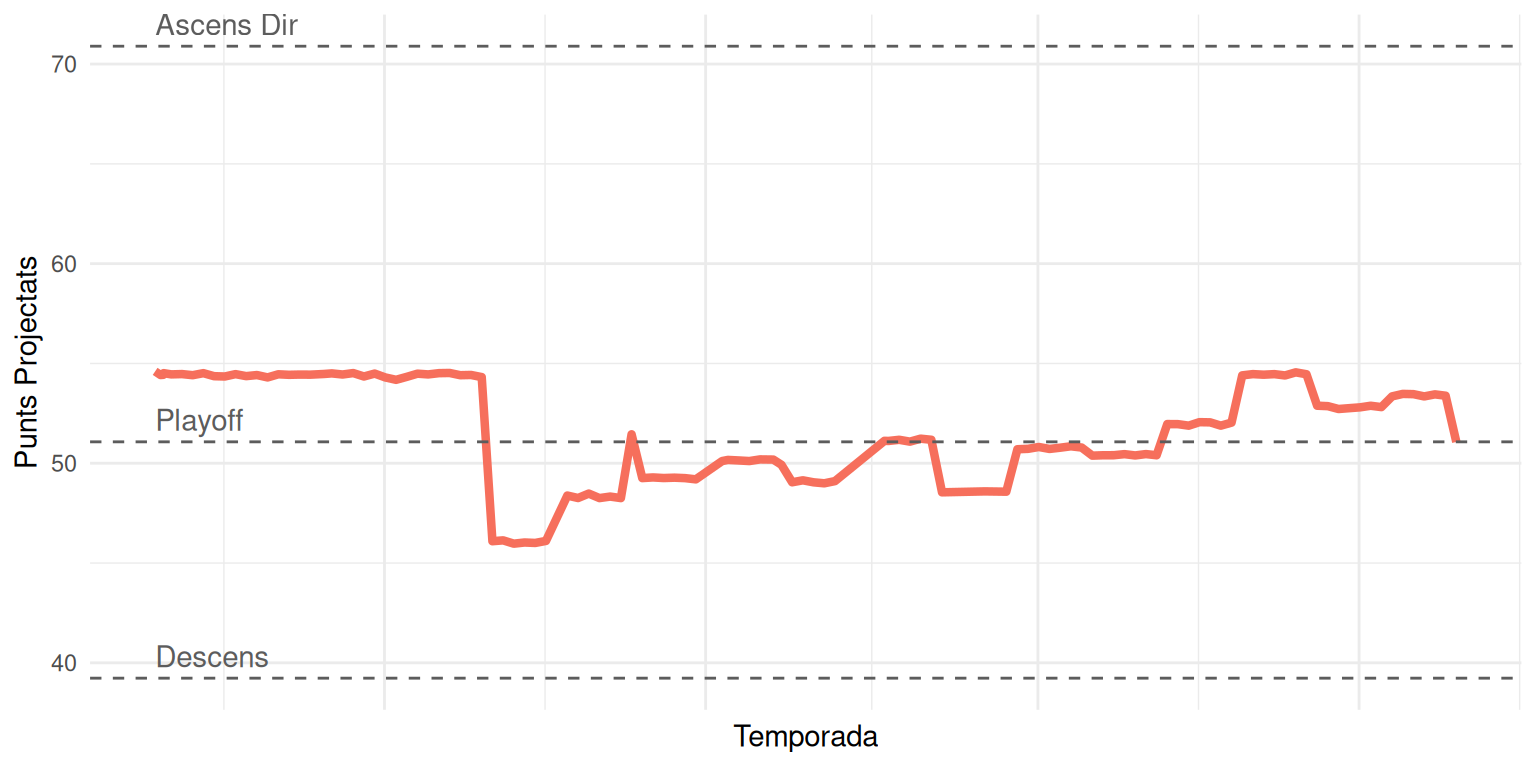 Ascens Dir
70
60
Punts Projectats
Playoff
50
Descens
40
Temporada